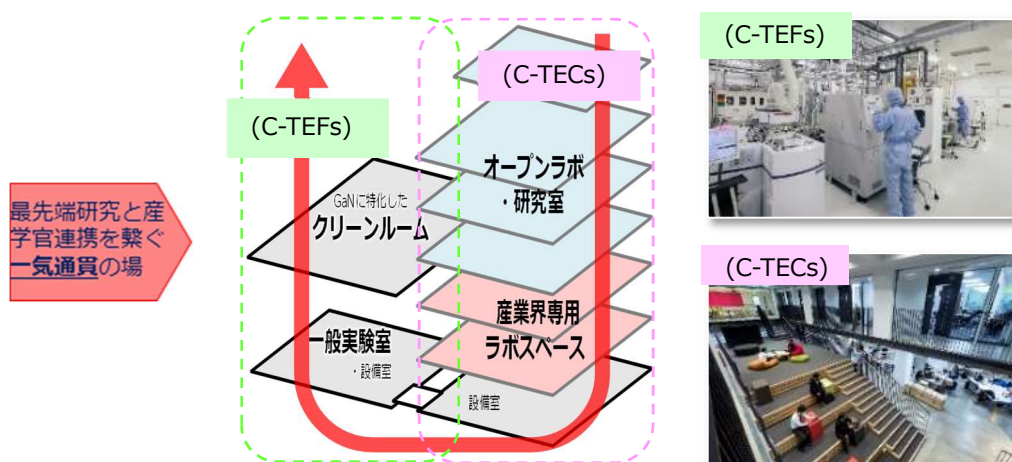 最先端研究と産
学官連携を繋ぐ
一気通買の場
(C-TEFs)
(C-TECs)
GaNに特化した
クリーンルーム
一般実験室
・設備室
オープンラボ
・研究室
産業界専用
ラボスペース
設備室
(C-TEFs)
(C-TECs)